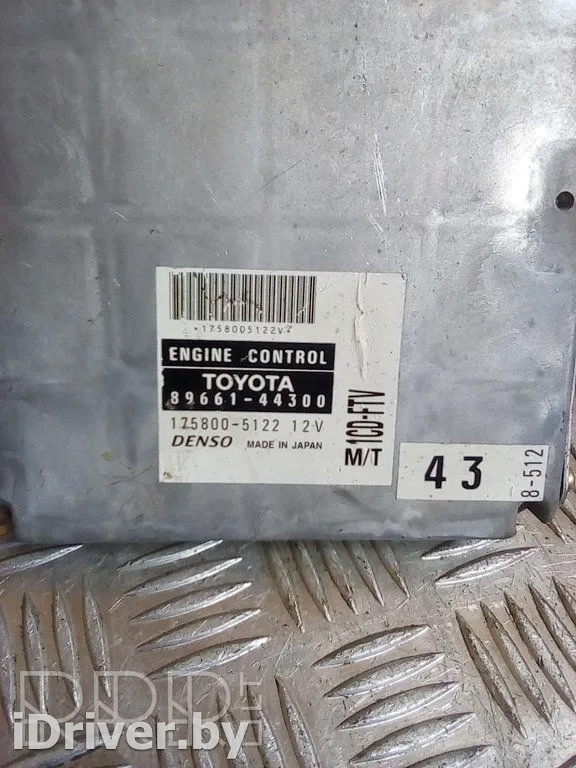 *1758005122V*
ENGINE CONTROL
TOYOTA
89661-44300
175800-5122 12V
DENSO MADE IN JAPAN
1CD-FTV
M/T
43
8-512
iDriver.by